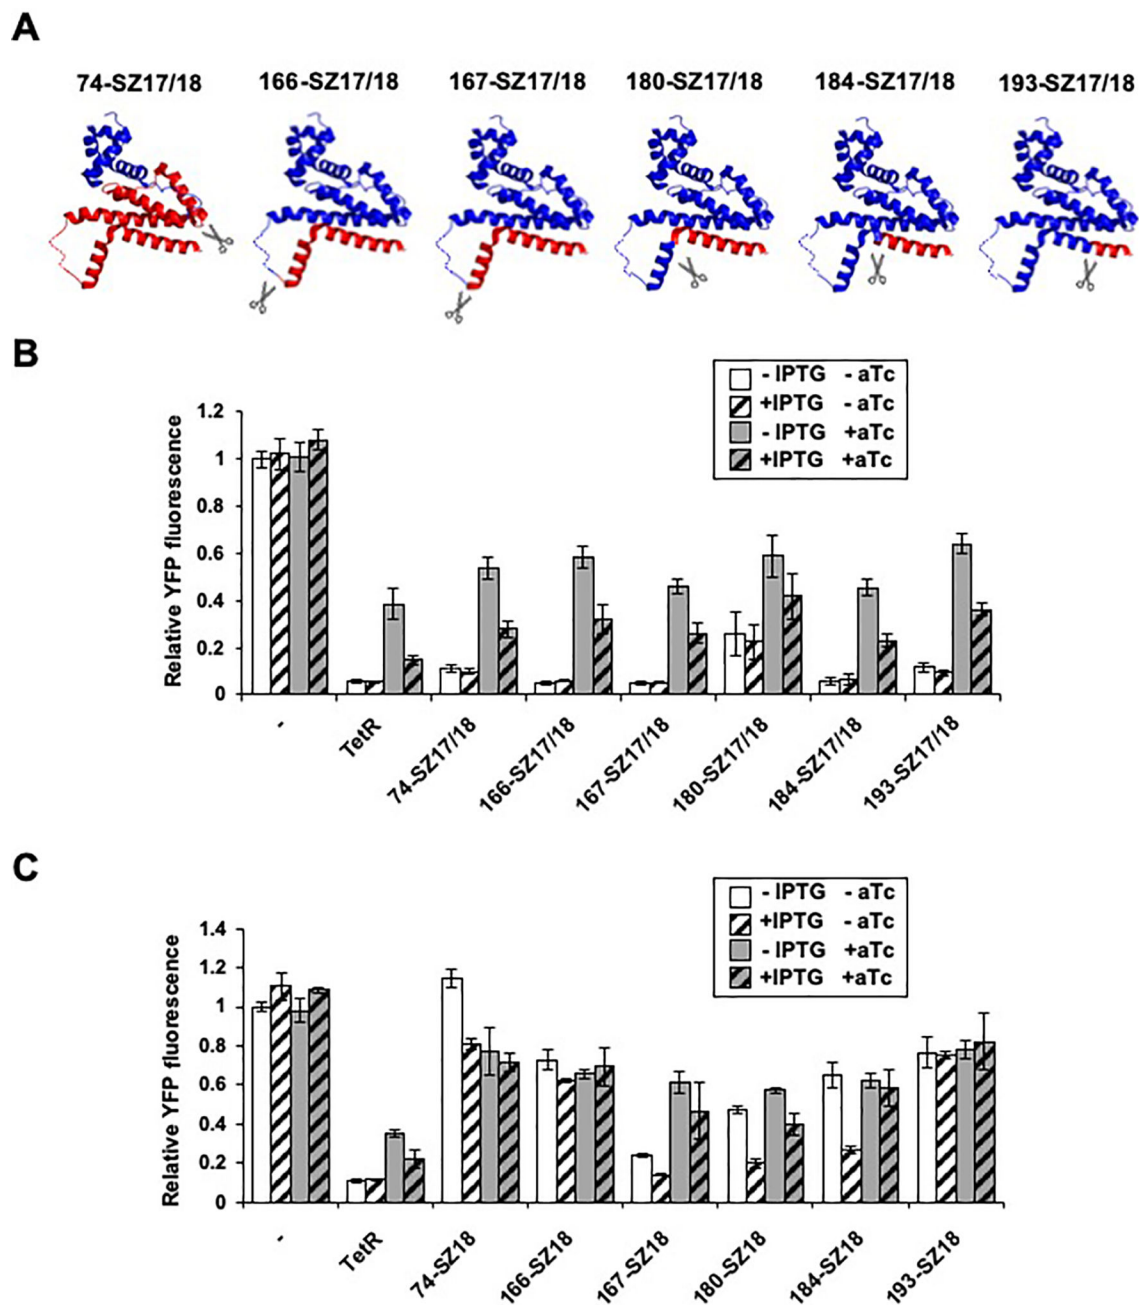 A
74-SZ17/18 166-SZ17/18 167-SZ17/18 180-SZ17/18 184-SZ17/18 193-SZ17/18
B
- IPTG - aTc
+IPTG - aTc
- IPTG +aTc
+IPTG +aTc
Relative YFP fluorescence
1.2
1
0.8
0.6
0.4
0.2
0
- TetR 74-SZ17/18 166-SZ17/18 167-SZ17/18 180-SZ17/18 184-SZ17/18 193-SZ17/18
C
- IPTG - aTc
+IPTG - aTc
- IPTG +aTc
+IPTG +aTc
Relative YFP fluorescence
1.4
1.2
1
0.8
0.6
0.4
0.2
0
- TetR 74-SZ18 166-SZ18 167-SZ18 180-SZ18 184-SZ18 193-SZ18